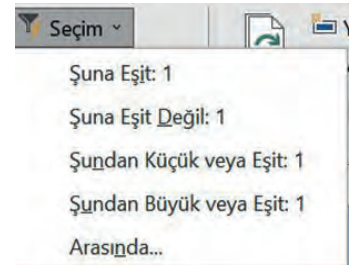 Seçim
Şuna Eşit: 1
Şuna Eşit Değil: 1
Şundan Küçük veya Eşit: 1
Şundan Büyük veya Eşit: 1
Arasında...